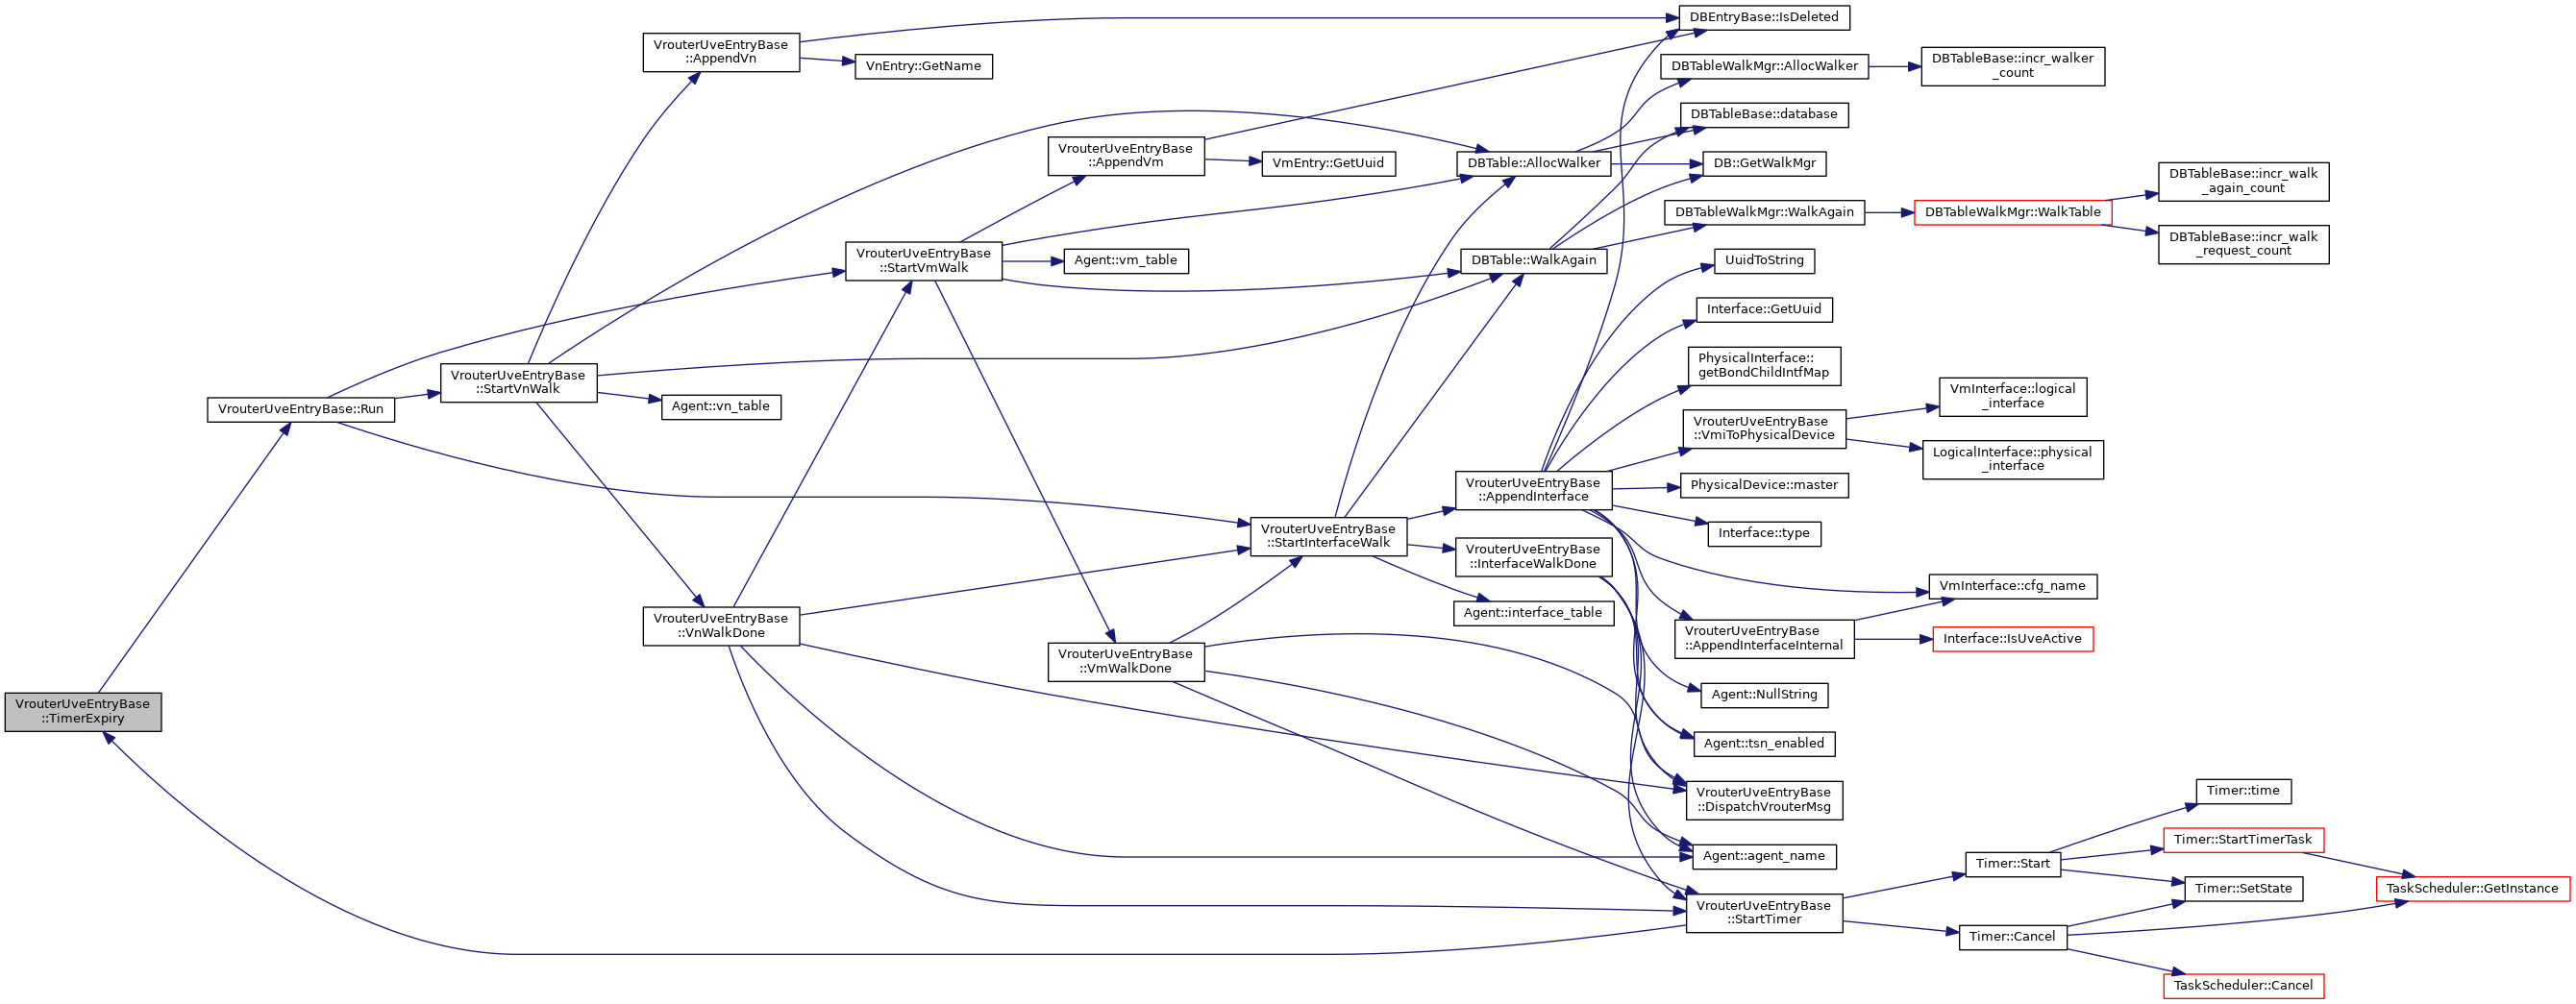 VrouterUveEntryBase
::TimerExpiry
VrouterUveEntryBase::Run
VrouterUveEntryBase
::StartVnWalk
VrouterUveEntryBase
::AppendVn
VnEntry::GetName
Agent::vn_table
VrouterUveEntryBase
::VnWalkDone
VrouterUveEntryBase
::StartVmWalk
VrouterUveEntryBase
::AppendVm
VmEntry::GetUuid
Agent::vm_table
VrouterUveEntryBase
::VmWalkDone
VrouterUveEntryBase
::StartInterfaceWalk
DBTable::AllocWalker
DBTable::WalkAgain
VrouterUveEntryBase
::AppendInterface
VrouterUveEntryBase
::InterfaceWalkDone
Agent::interface_table
DBEntryBase::IsDeleted
DBTableWalkMgr::AllocWalker
DBTableBase::incr_walker
_count
DBTableBase::database
DB::GetWalkMgr
DBTableWalkMgr::WalkAgain
DBTableWalkMgr::WalkTable
DBTableBase::incr_walk
_again_count
DBTableBase::incr_walk
_request_count
UuidToString
Interface::GetUuid
PhysicalInterface::
getBondChildIntfMap
VrouterUveEntryBase
::VmiToPhysicalDevice
VmInterface::logical
_interface
LogicalInterface::physical
_interface
PhysicalDevice::master
Interface::type
VmInterface::cfg_name
VrouterUveEntryBase
::AppendInterfaceInternal
Interface::IsUveActive
Agent::NullString
Agent::tsn_enabled
VrouterUveEntryBase
::DispatchVrouterMsg
Agent::agent_name
VrouterUveEntryBase
::StartTimer
Timer::Start
Timer::Cancel
Timer::time
Timer::StartTimerTask
Timer::SetState
TaskScheduler::GetInstance
TaskScheduler::Cancel